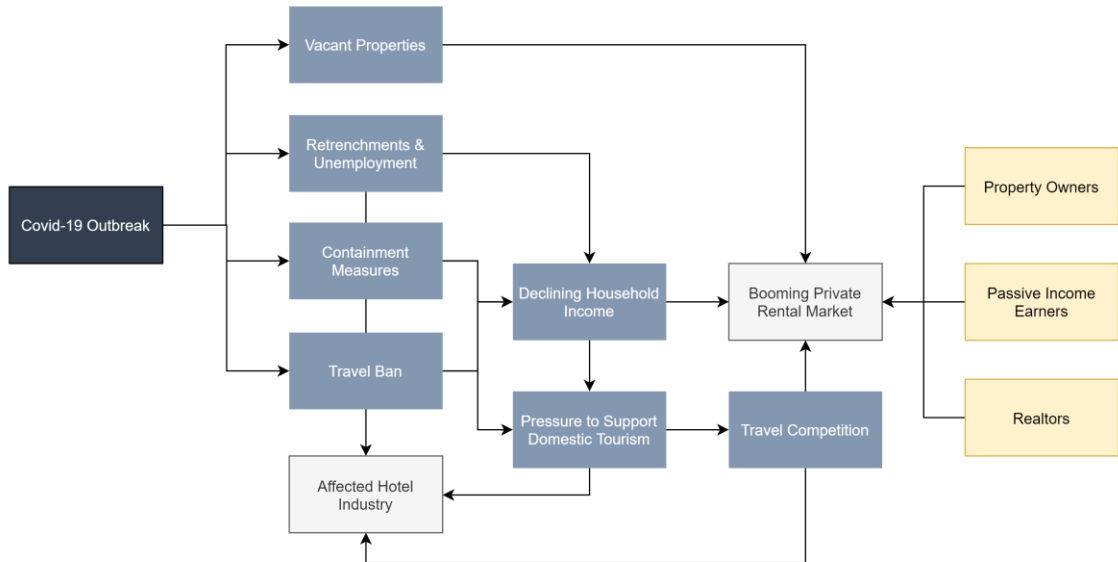 Vacant Properties
Retrenchments &
Unemployment
Property Owners
Covid-19 Outbreak
Containment
Measures
Declining Household
Income
Booming Private
Rental Market
Passive Income
Earners
Travel Ban
Pressure to Support
Domestic Tourism
Travel Competition
Realtors
Affected Hotel
Industry